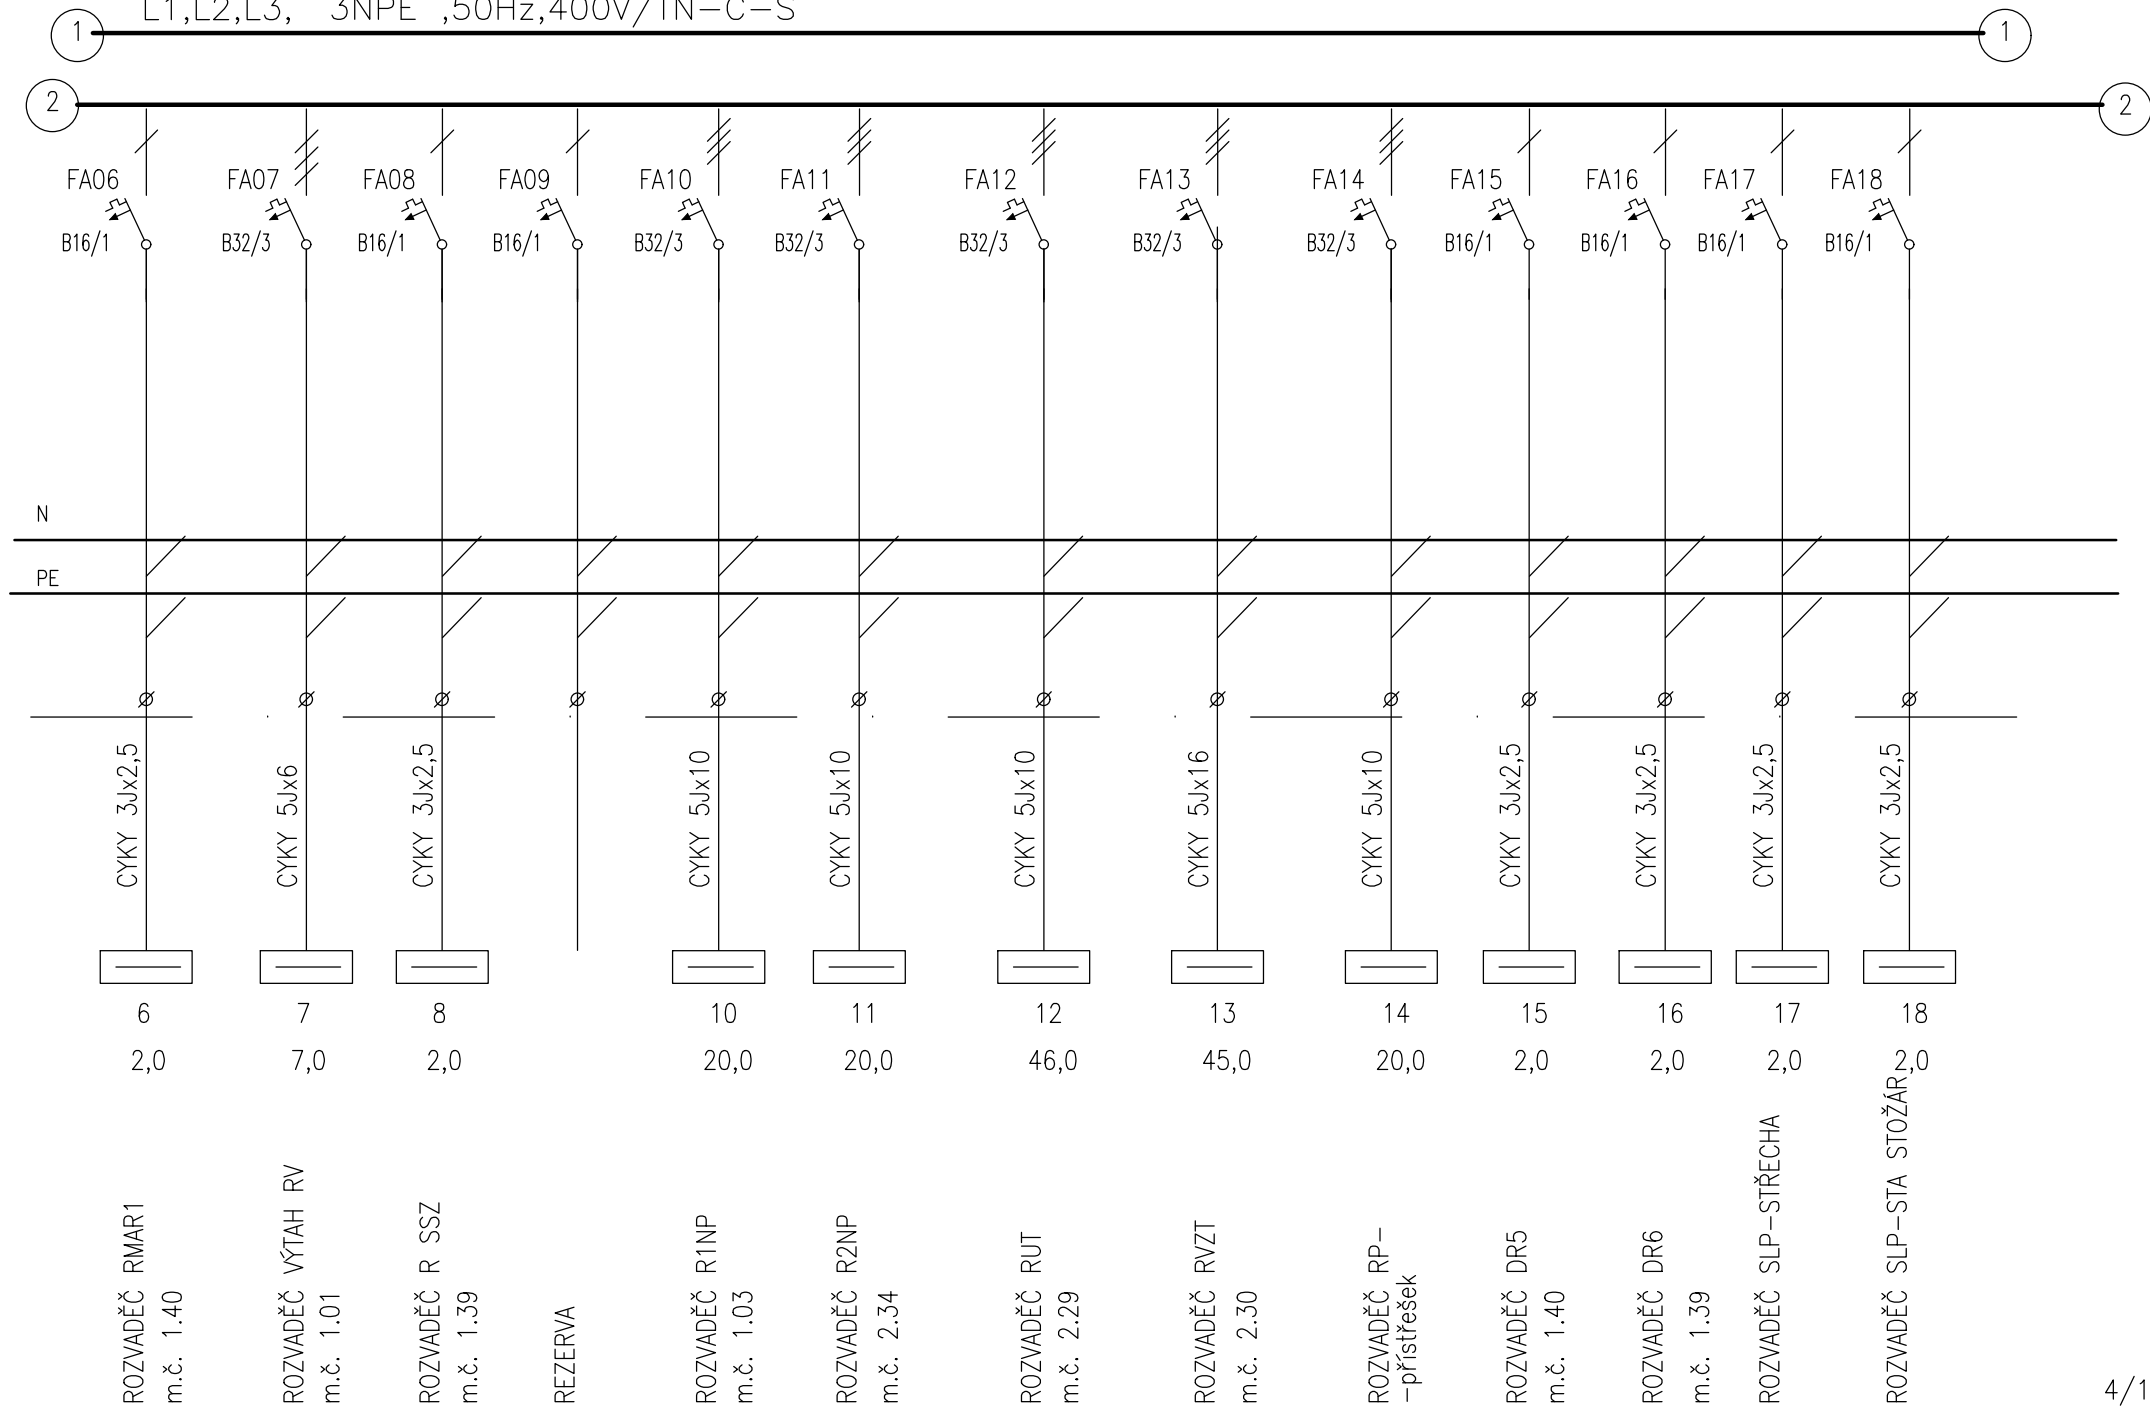 L1,L2,L3, 3NPE ,50Hz,400V/TN-C-S
1 1
2 2
FA06 FA07 FA08 FA09 FA10 FA11 FA12 FA13 FA14 FA15 FA16 FA17 FA18
B16/1 B32/3 B16/1 B16/1 B32/3 B32/3 B32/3 B32/3 B32/3 B16/1 B16/1 B16/1 B16/1
N
PE
CYKY 3Jx2,5
CYKY 5Jx6
CYKY 3Jx2,5
CYKY 5Jx10
CYKY 5Jx10
CYKY 5Jx10
CYKY 5Jx16
CYKY 5Jx10
CYKY 3Jx2,5
CYKY 3Jx2,5
CYKY 3Jx2,5
CYKY 3Jx2,5
6 7 8 10 11 12 13 14 15 16 17 18
2,0 7,0 2,0 20,0 20,0 46,0 45,0 20,0 2,0 2,0 2,0 2,0
ROZVADĚČ RMAR1
m.č. 1.40
ROZVADĚČ VÝTAH RV
m.č. 1.01
ROZVADĚČ R SSZ
m.č. 1.39
REZERVA
ROZVADĚČ R1NP
m.č. 1.03
ROZVADĚČ R2NP
m.č. 2.34
ROZVADĚČ RUT
m.č. 2.29
ROZVADĚČ RVZT
m.č. 2.30
ROZVADĚČ RP-
-přístřešek
ROZVADĚČ DR5
m.č. 1.40
ROZVADĚČ DR6
m.č. 1.39
ROZVADĚČ SLP-STŘECHA
ROZVADĚČ SLP-STA STOŽÁR
4/1